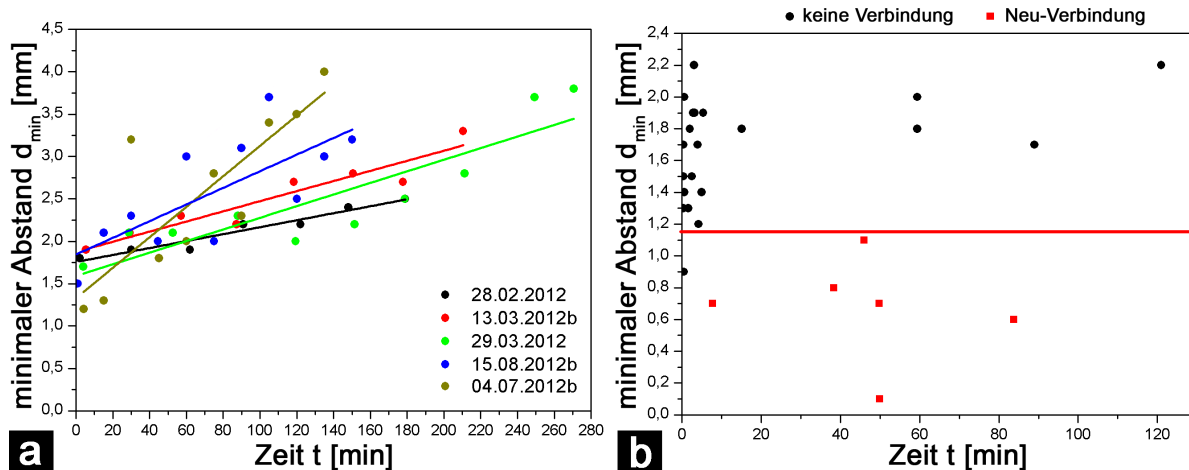 minimaler Abstand d_min [mm]
4,5
4,0
3,5
3,0
2,5
2,0
1,5
1,0
0,5
0,0
28.02.2012
13.03.2012b
29.03.2012
15.08.2012b
04.07.2012b
0 20 40 60 80 100 120 140 160 180 200 220 240 260 280
Zeit t [min]
a
keine Verbindung Neu-Verbindung
minimaler Abstand d_min [mm]
2,4
2,2
2,0
1,8
1,6
1,4
1,2
1,0
0,8
0,6
0,4
0,2
0,0
0 20 40 60 80 100 120
Zeit t [min]
b